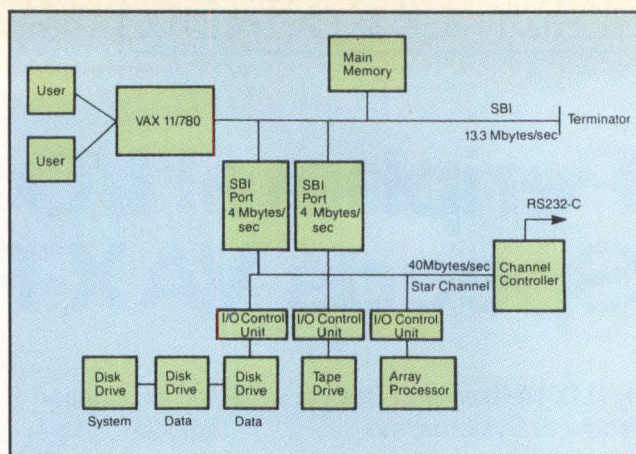 Main
Memory
User
VAX 11/780
User
SBI
13.3 Mbytes/sec
Terminator
SBI
Port
4 Mbytes/
sec
SBI
Port
4 Mbytes/
sec
RS232-C
40Mbytes/sec
Star Channel
Channel
Controller
I/O Control
Unit
I/O Control
Unit
I/O Control
Unit
Disk
Drive
Disk
Drive
Disk
Drive
Tape
Drive
Array
Processor
System
Data
Data